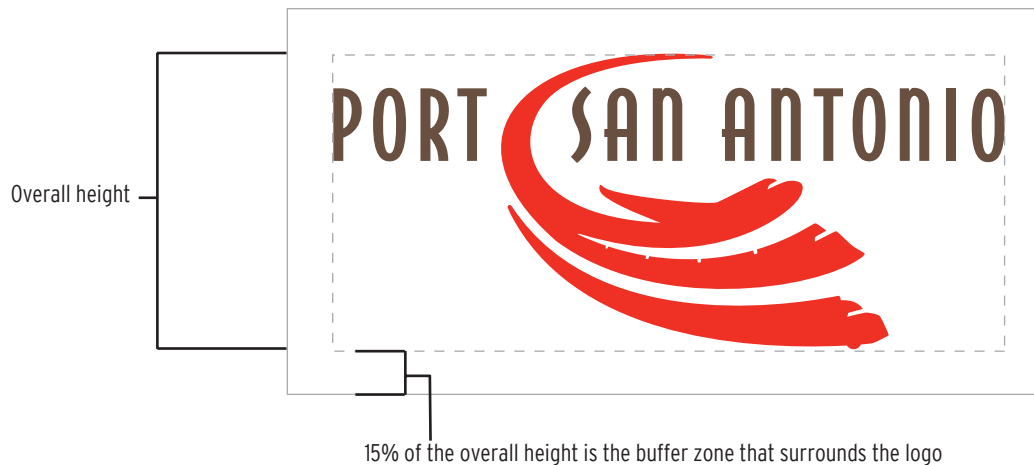 PORT SAN ANTONIO
Overall height
15% of the overall height is the buffer zone that surrounds the logo